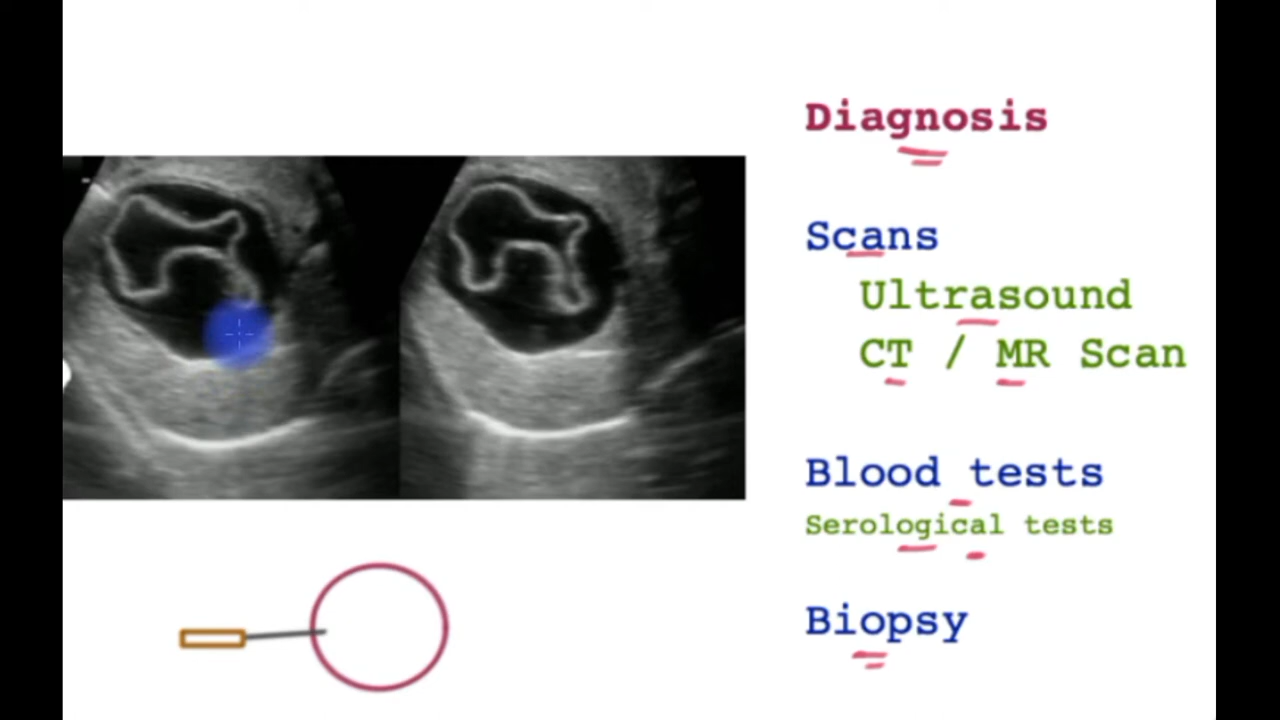 Diagnosis
Scans
Ultrasound
CT / MR Scan
Blood tests
Serological tests
Biopsy